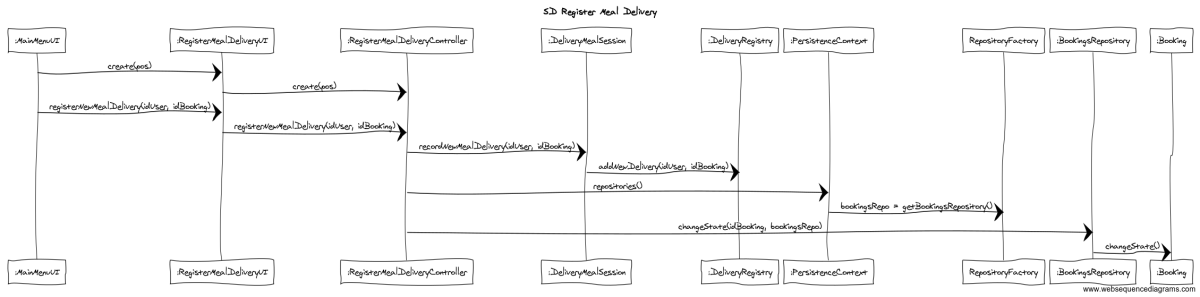 SD Register Meal Delivery
:MainMenuUI
:RegisterMealDeliveryUI
:RegisterMealDeliveryController
:DeliveryMealSession
:DeliveryRegistry
:PersistenceContext
RepositoryFactory
:BookingsRepository
:Booking
create(pos)
create(pos)
registerNewMealDelivery(idUser, idBooking)
registerNewMealDelivery(idUser, idBooking)
recordNewMealDelivery(idUser, idBooking)
addNewDelivery(idUser, idBooking)
repositories()
bookingsRepo = getBookingsRepository()
changeState(idBooking, bookingsRepo)
changeState()
:MainMenuUI
:RegisterMealDeliveryUI
:RegisterMealDeliveryController
:DeliveryMealSession
:DeliveryRegistry
:PersistenceContext
RepositoryFactory
:BookingsRepository
:Booking
www.websequencediagrams.com